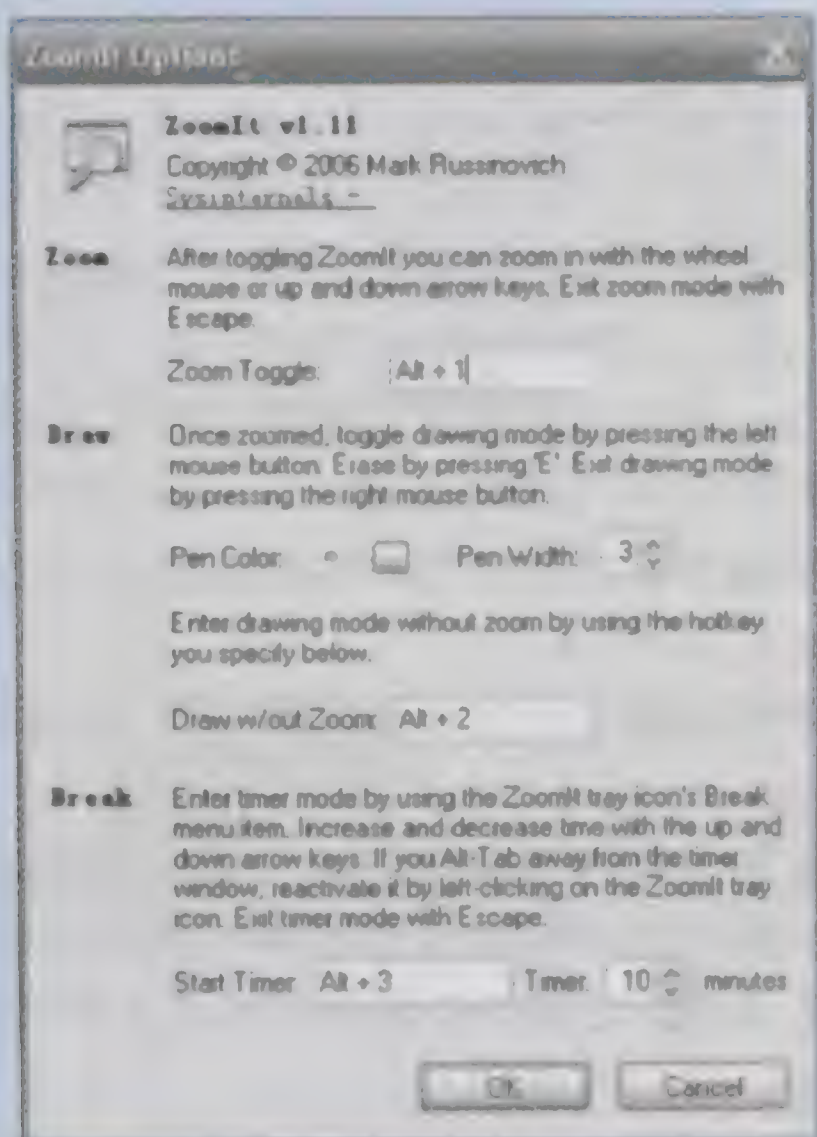 ZoomIt Options
ZoomIt v1.11
Copyright © 2006 Mark Russinovich
Sysinternals -
Zoom
After toggling ZoomIt you can zoom in with the wheel
mouse or up and down arrow keys. Exit zoom mode with
Escape.
Zoom Toggle: Alt + 1
Draw
Once zoomed, toggle drawing mode by pressing the left
mouse button. Erase by pressing 'E'. Exit drawing mode
by pressing the right mouse button.
Pen Color: Pen Width: 3
Enter drawing mode without zoom by using the hotkey
you specify below.
Draw w/out Zoom: Alt + 2
Break
Enter timer mode by using the ZoomIt tray icon's Break
menu item. Increase and decrease time with the up and
down arrow keys. If you Alt-Tab away from the timer
window, reactivate it by left-clicking on the ZoomIt tray
icon. Exit timer mode with Escape.
Start Timer: Alt + 3 Timer: 10 minutes
OK Cancel